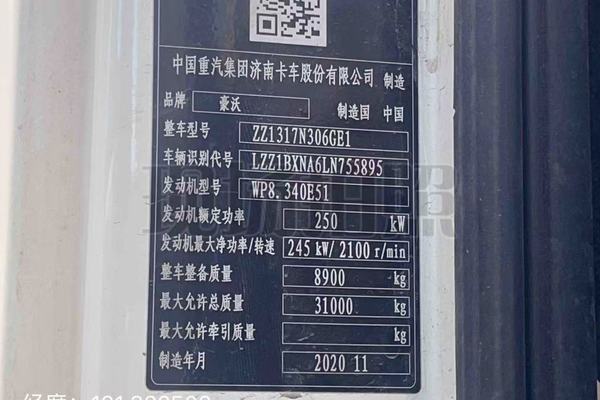 中国重汽集团济南卡车股份有限公司 制造
品牌 豪沃 制造国 中国
整车型号 ZZ1317N306GE1
车辆识别代号 LZZ1BXNA6LN755895
发动机型号 WP8.340E51
发动机额定功率 250 kW
发动机最大净功率/转速 245 kW/ 2100 r/min
整车整备质量 8900 kg
最大允许总质量 31000 kg
最大允许牵引质量 kg
制造年月 2020 11